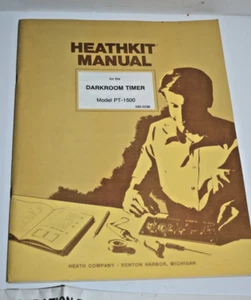 HEATHKIT®
MANUAL
for the
DARKROOM TIMER
Model PT-1500
HEATH COMPANY • BENTON HARBOR, MICHIGAN